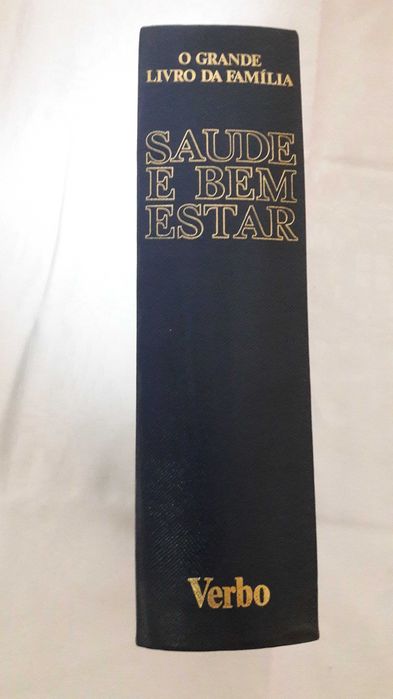 O GRANDE
LIVRO DA FAMÍLIA
SAUDE
E BEM
ESTAR
Verbo